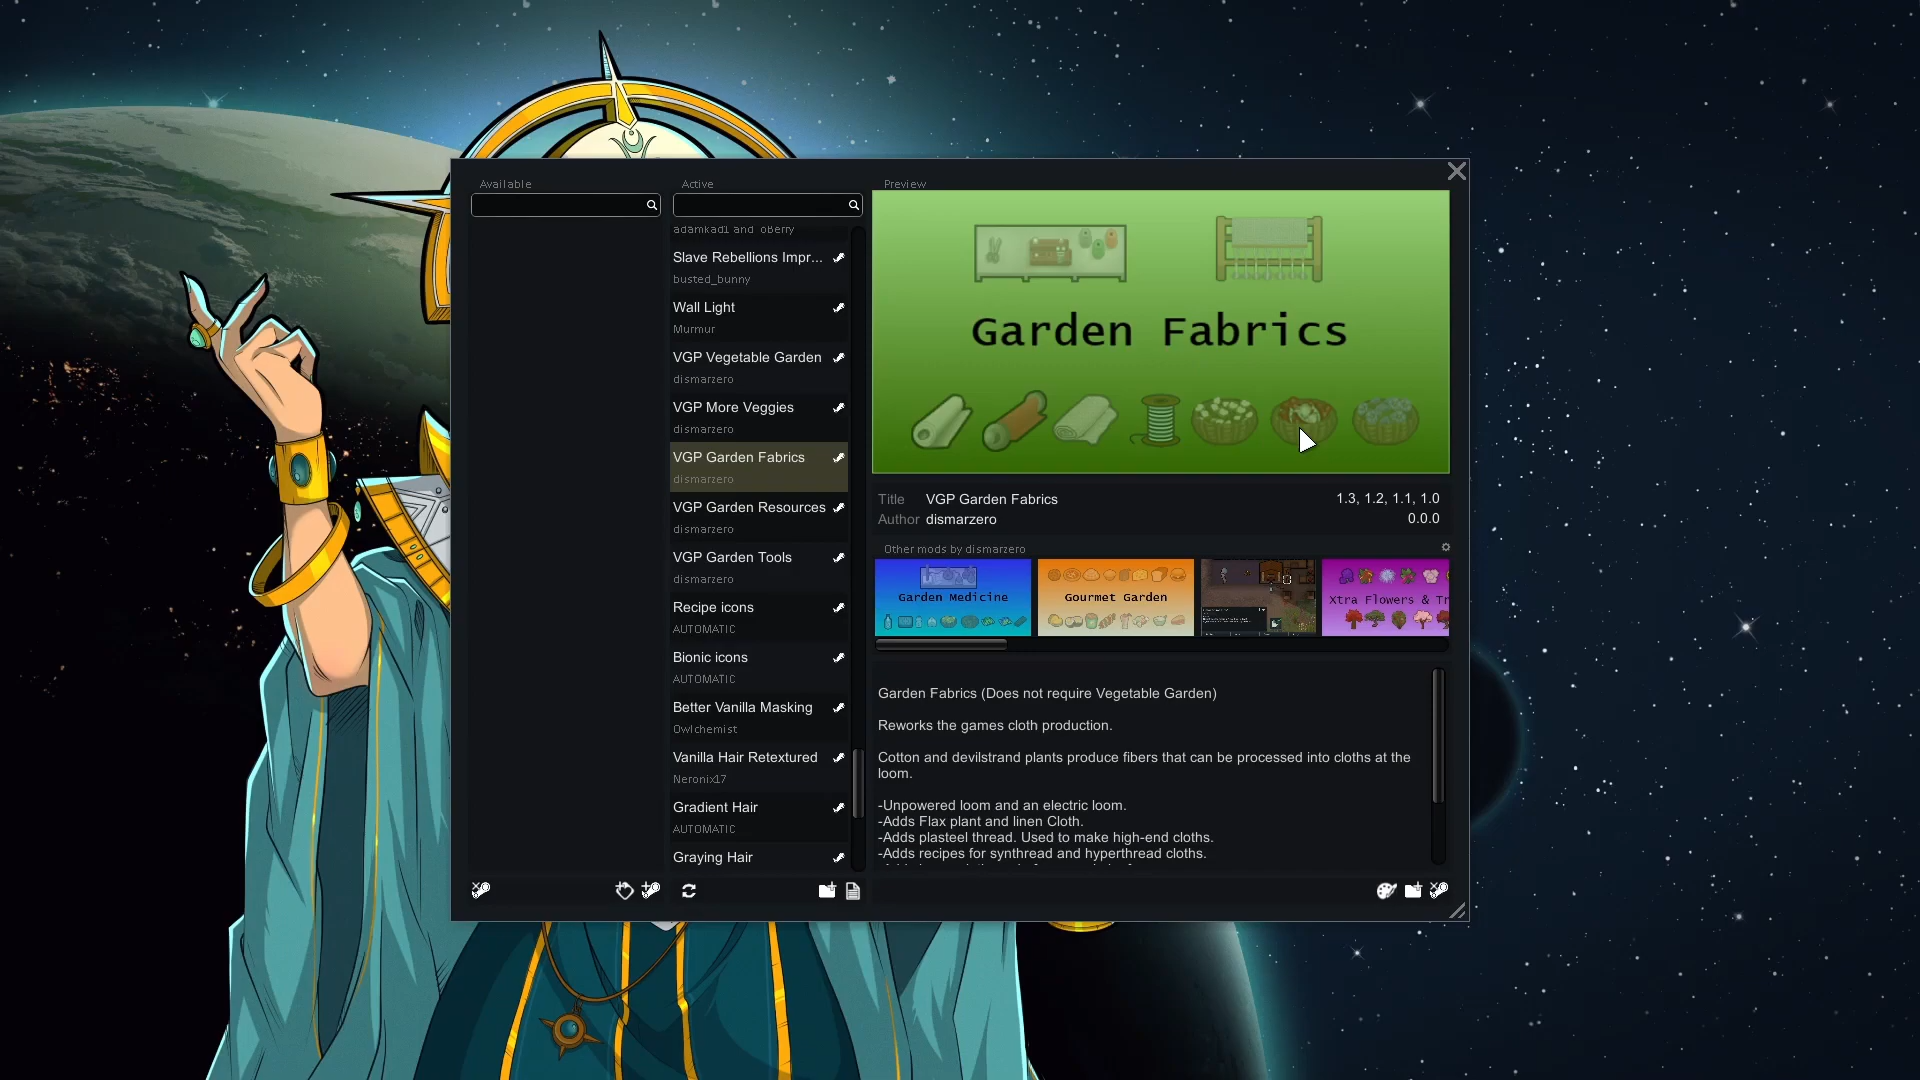 Available
Active
Preview
adamkad1 and oBerry
Slave Rebellions Impr...
busted_bunny
Wall Light
Murmur
VGP Vegetable Garden
dismarzero
VGP More Veggies
dismarzero
VGP Garden Fabrics
dismarzero
VGP Garden Resources
dismarzero
VGP Garden Tools
dismarzero
Recipe icons
AUTOMATIC
Bionic icons
AUTOMATIC
Better Vanilla Masking
Owlchemist
Vanilla Hair Retextured
Neronix17
Gradient Hair
AUTOMATIC
Graying Hair
Garden Fabrics
Title VGP Garden Fabrics 1.3, 1.2, 1.1, 1.0
Author dismarzero 0.0.0
Other mods by dismarzero
Garden Medicine
Gourmet Garden
Xtra Flowers & Tr
Garden Fabrics (Does not require Vegetable Garden)
Reworks the games cloth production.
Cotton and devilstrand plants produce fibers that can be processed into cloths at the
loom.
-Unpowered loom and an electric loom.
-Adds Flax plant and linen Cloth.
-Adds plasteel thread. Used to make high-end cloths.
-Adds recipes for synthread and hyperthread cloths.